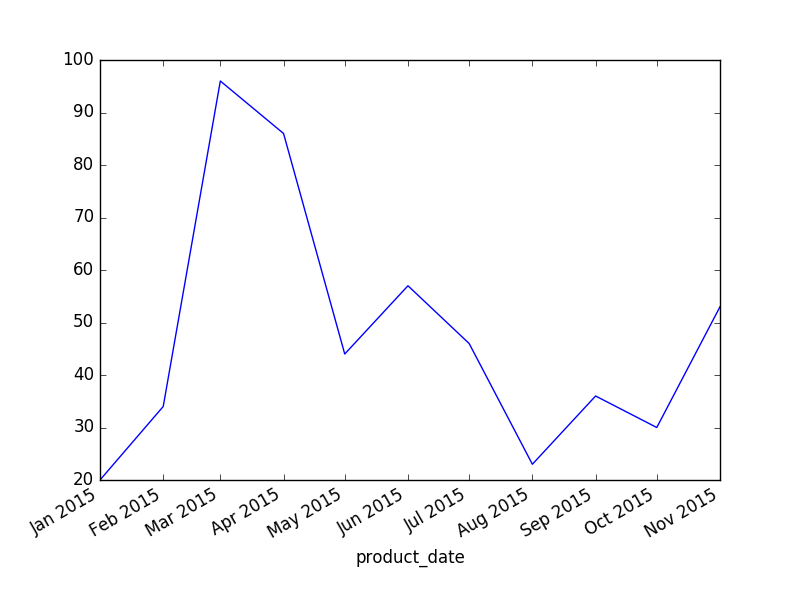 100
90
80
70
60
50
40
30
20
Jan 2015
Feb 2015
Mar 2015
Apr 2015
May 2015
Jun 2015
Jul 2015
Aug 2015
Sep 2015
Oct 2015
Nov 2015
product_date